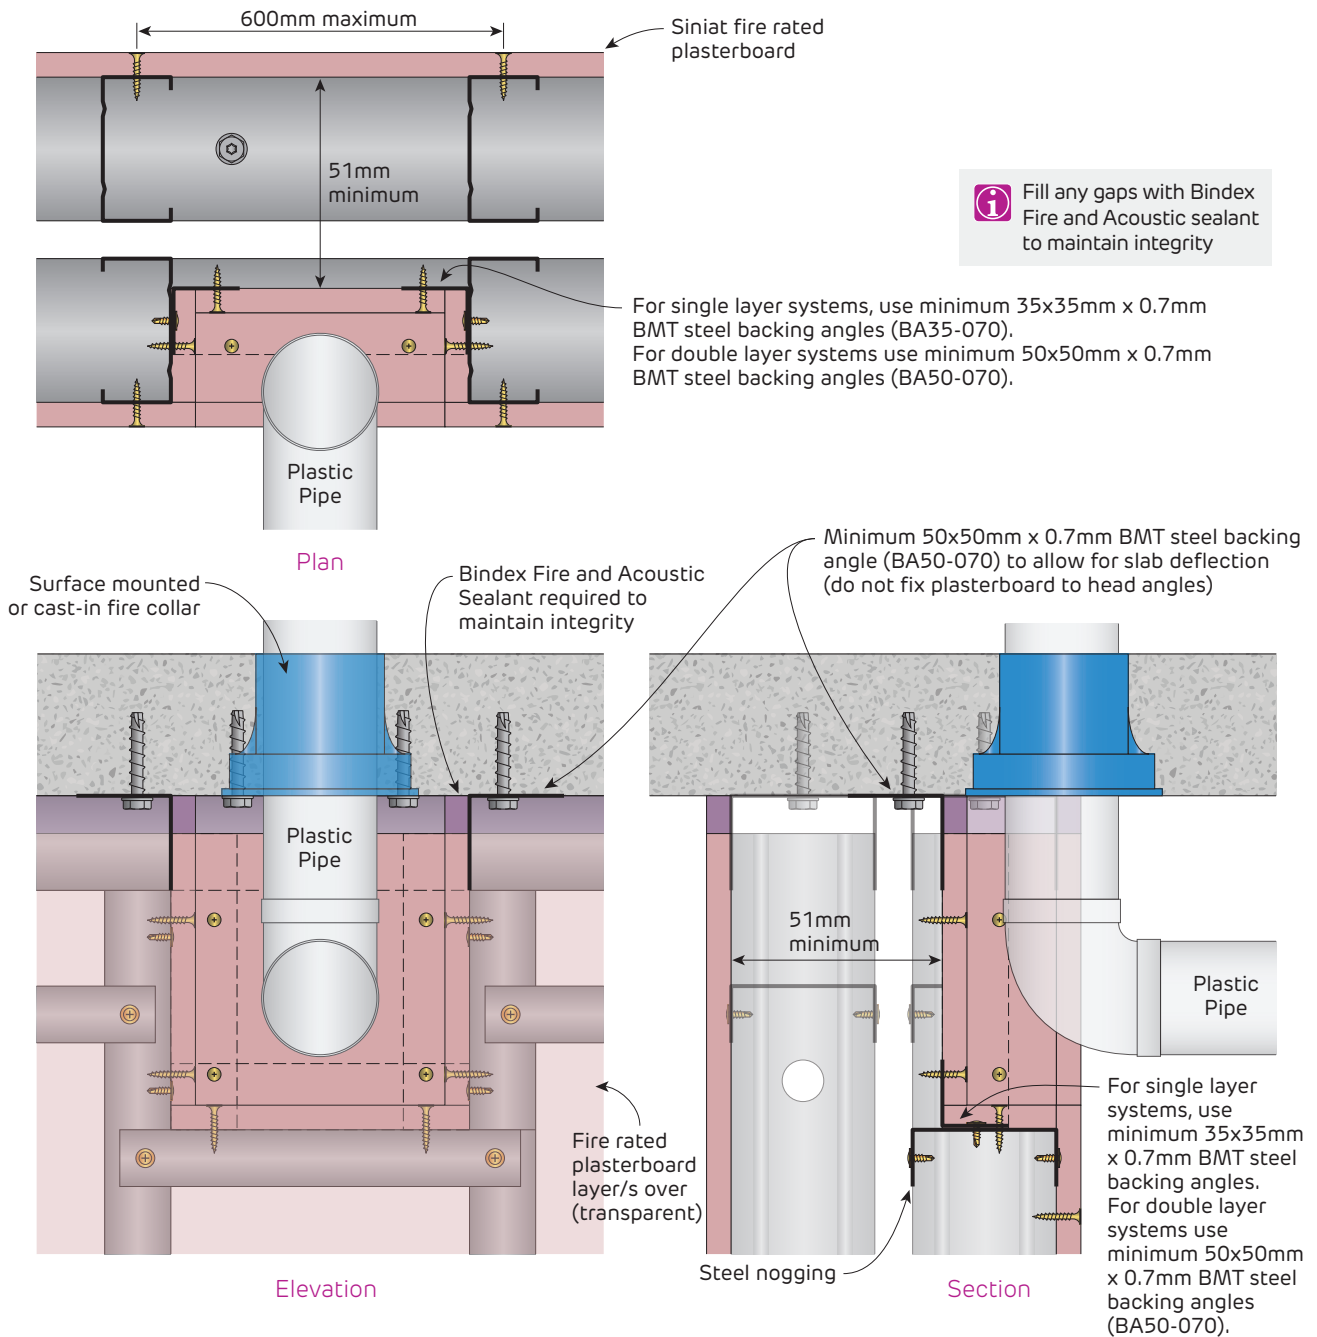 600mm maximum
Siniat fire rated
plasterboard
51mm
minimum
Fill any gaps with Bindex
Fire and Acoustic sealant
to maintain integrity
For single layer systems, use minimum 35x35mm x 0.7mm
BMT steel backing angles (BA35-070).
For double layer systems use minimum 50x50mm x 0.7mm
BMT steel backing angles (BA50-070).
Plastic
Pipe
Plan
Surface mounted
or cast-in fire collar
Bindex Fire and Acoustic
Sealant required to
maintain integrity
Minimum 50x50mm x 0.7mm BMT steel backing
angle (BA50-070) to allow for slab deflection
(do not fix plasterboard to head angles)
Plastic
Pipe
51mm
minimum
Plastic
Pipe
Fire rated
plasterboard
layer/s over
(transparent)
For single layer
systems, use
minimum 35x35mm
x 0.7mm BMT steel
backing angles.
For double layer
systems use
minimum 50x50mm
x 0.7mm BMT steel
backing angles
(BA50-070).
Steel nogging
Elevation
Section